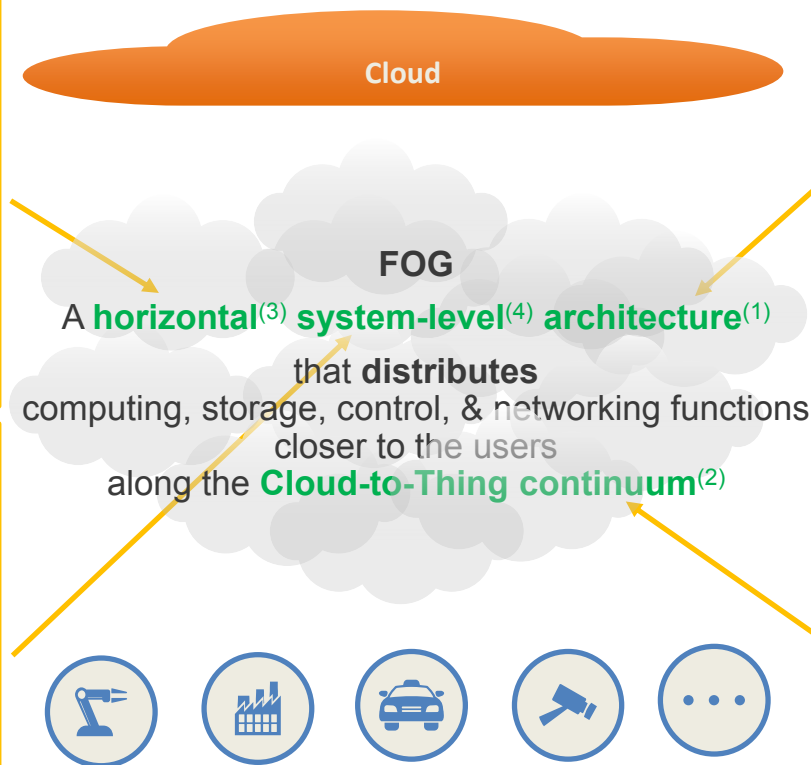 Cloud
FOG
A horizontal(3) system-level(4) architecture(1)
that distributes
computing, storage, control, & networking functions
closer to the users
along the Cloud-to-Thing continuum(2)